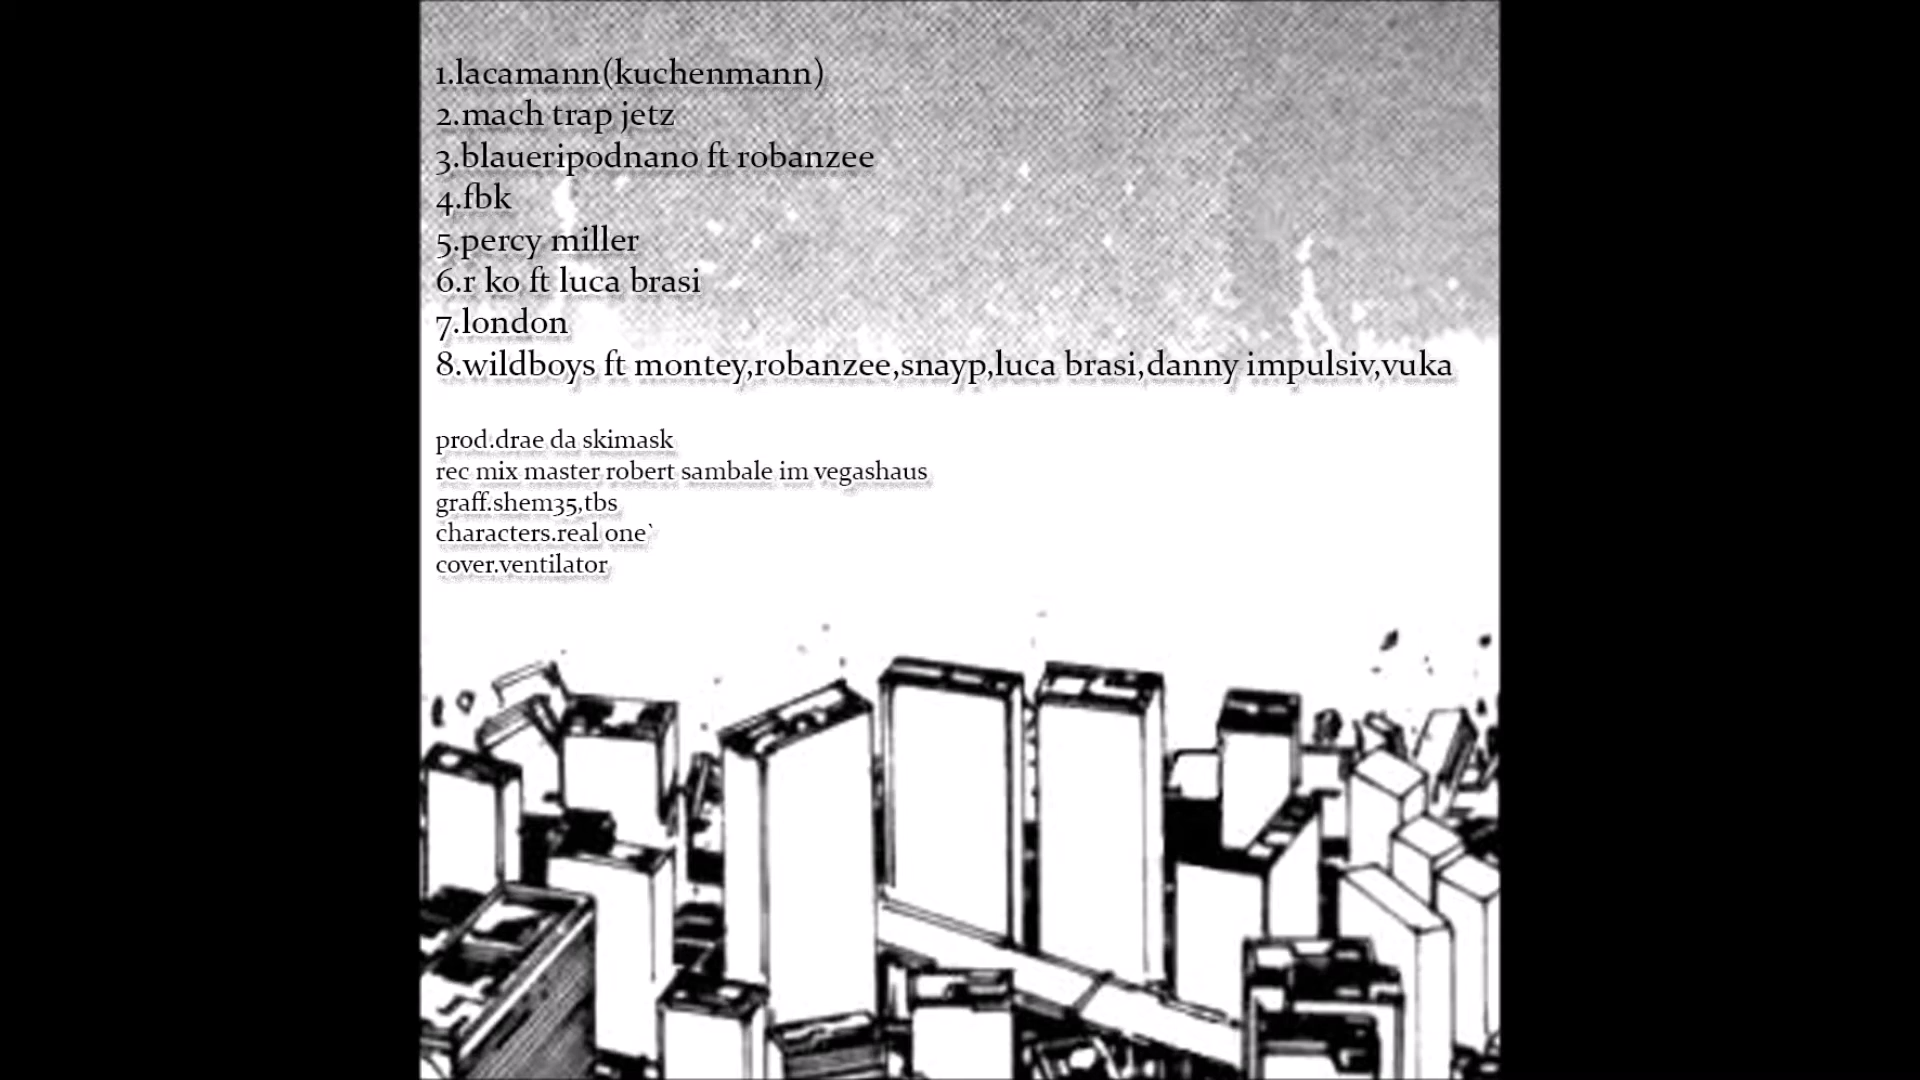 1.lacamann(kuchenmann)
2.mach trap jetz
3.blaueripodnano ft robanzee
4.fbk
5.percy miller
6.r ko ft luca brasi
7.london
8.wildboys ft montey,robanzee,snayp,luca brasi,danny impulsiv,vuka
prod.drae da skimask
rec mix master robert sambale im vegashaus
graff.shem35,tbs
characters.real one`
cover.ventilator